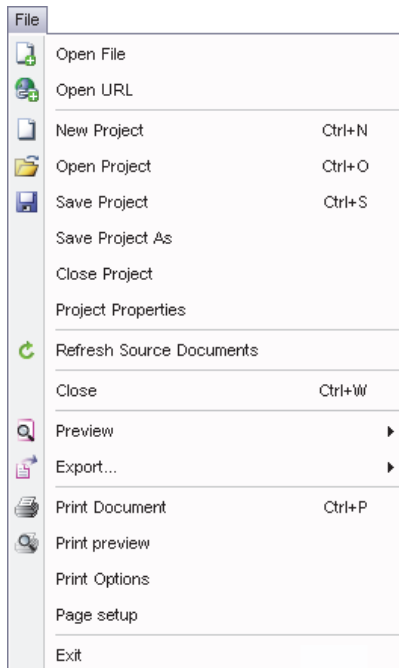 File
Open File
Open URL
New Project Ctrl+N
Open Project Ctrl+O
Save Project Ctrl+S
Save Project As
Close Project
Project Properties
Refresh Source Documents
Close Ctrl+W
Preview
Export...
Print Document Ctrl+P
Print preview
Print Options
Page setup
Exit